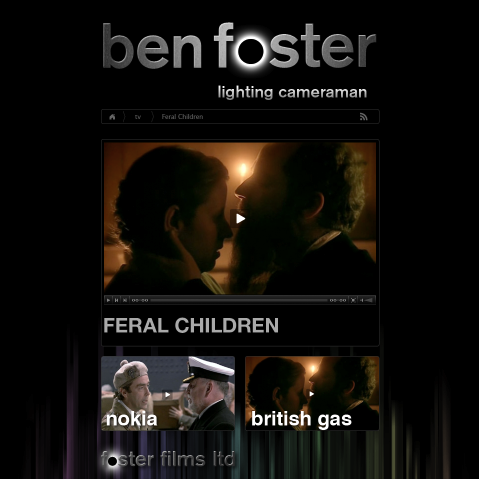 ben foster
lighting cameraman
tv
Feral Children
00:00
00:00
FERAL CHILDREN
nokia
british gas
foster films ltd